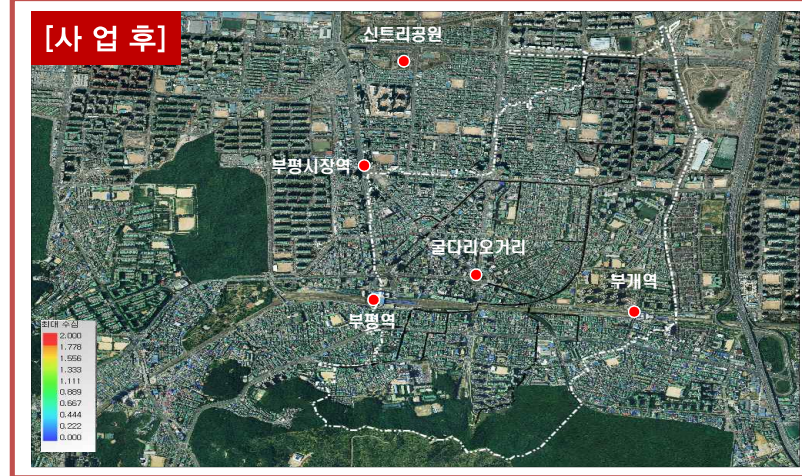 [사 업 후]
신트리공원
부평시장역
굴다리오거리
부개역
부평역
최대 수심
2.000
1.778
1.556
1.333
1.111
0.889
0.667
0.444
0.222
0.000